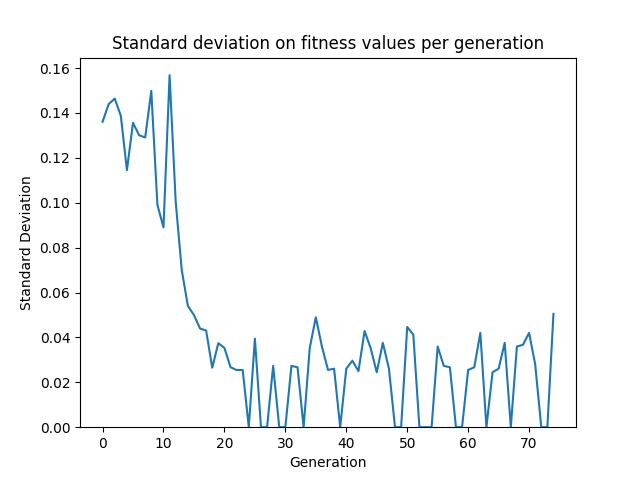 Standard deviation on fitness values per generation
0.16
0.14
0.12
0.10
0.08
0.06
0.04
0.02
0.00
Standard Deviation
0 10 20 30 40 50 60 70
Generation